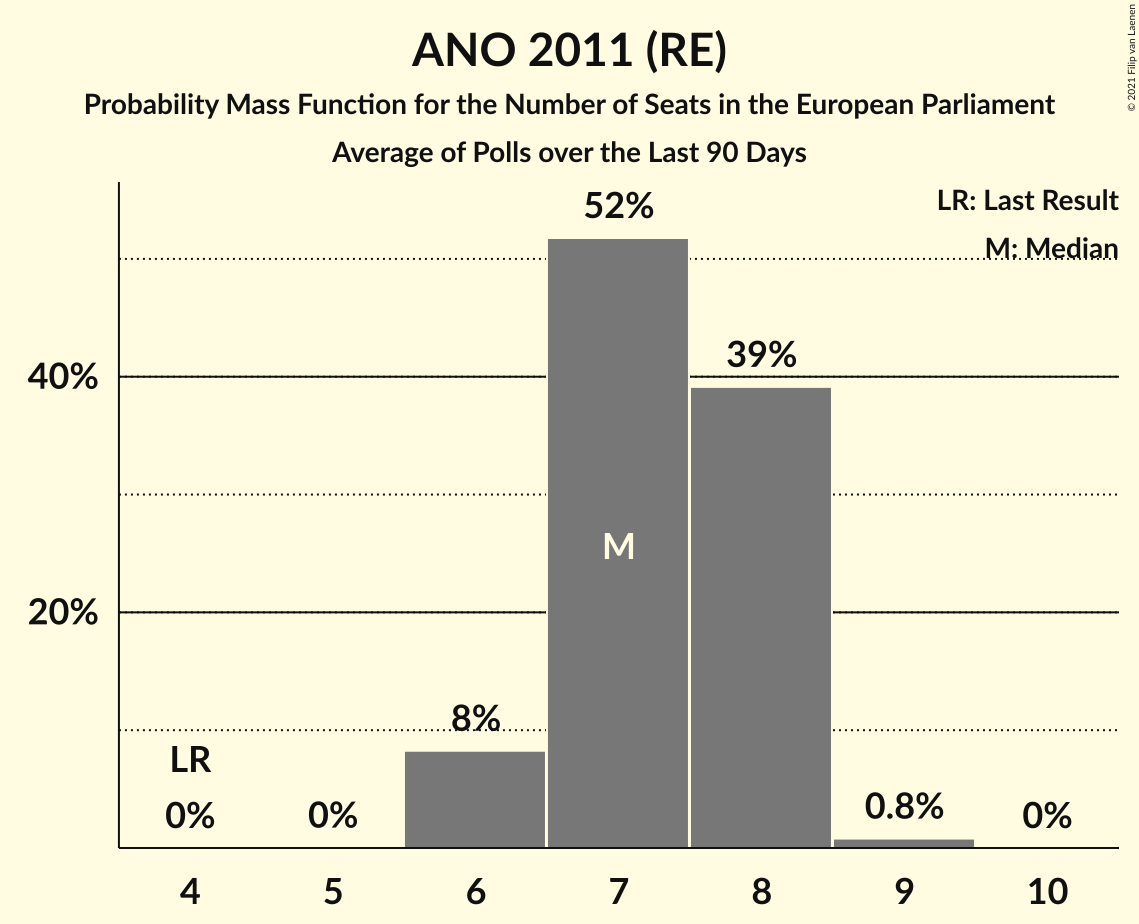 ANO 2011 (RE)
Probability Mass Function for the Number of Seats in the European Parliament
Average of Polls over the Last 90 Days
© 2021 Filip van Laenen
LR: Last Result
M: Median
52%
39%
40%
M
20%
8%
LR
0%
0%
0.8%
0%
4
5
6
7
8
9
10